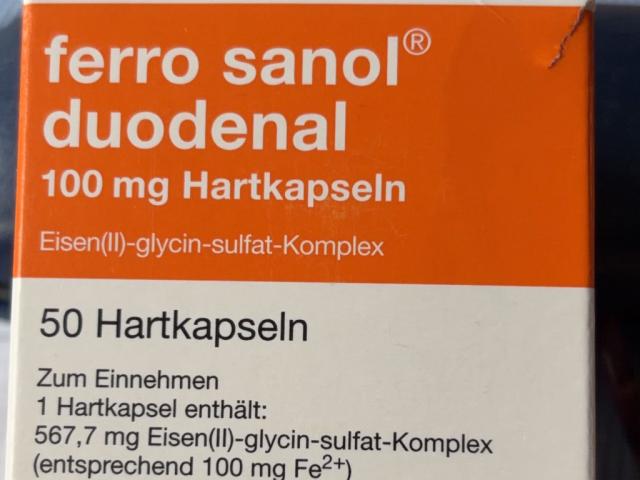 ferro sanol®
duodenal
100 mg Hartkapseln
Eisen(II)-glycin-sulfat-Komplex
50 Hartkapseln
Zum Einnehmen
1 Hartkapsel enthält:
567,7 mg Eisen(II)-glycin-sulfat-Komplex
(entsprechend 100 mg Fe²⁺)